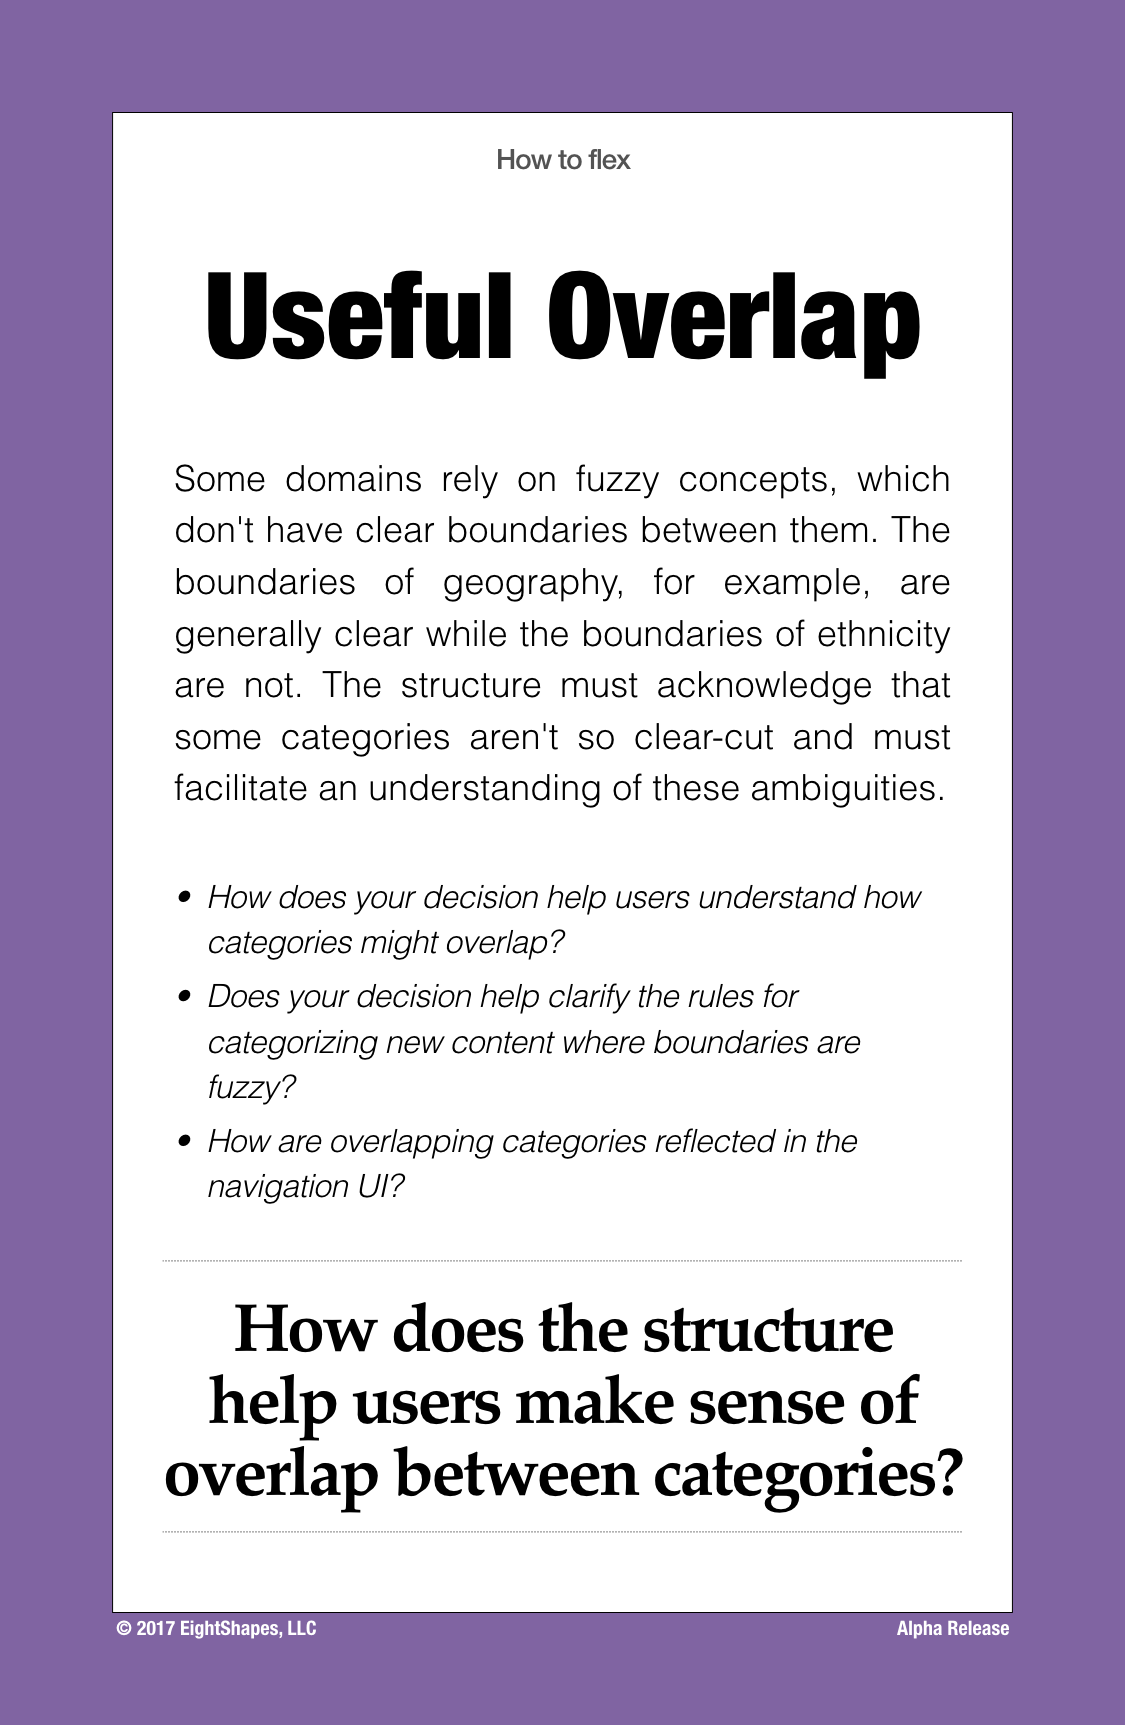 How to flex
Useful Overlap
Some domains rely on fuzzy concepts, which
don't have clear boundaries between them. The
boundaries of geography, for example, are
generally clear while the boundaries of ethnicity
are not. The structure must acknowledge that
some categories aren't so clear-cut and must
facilitate an understanding of these ambiguities.
• How does your decision help users understand how
categories might overlap?
• Does your decision help clarify the rules for
categorizing new content where boundaries are
fuzzy?
• How are overlapping categories reflected in the
navigation UI?
How does the structure
help users make sense of
overlap between categories?
© 2017 EightShapes, LLC
Alpha Release